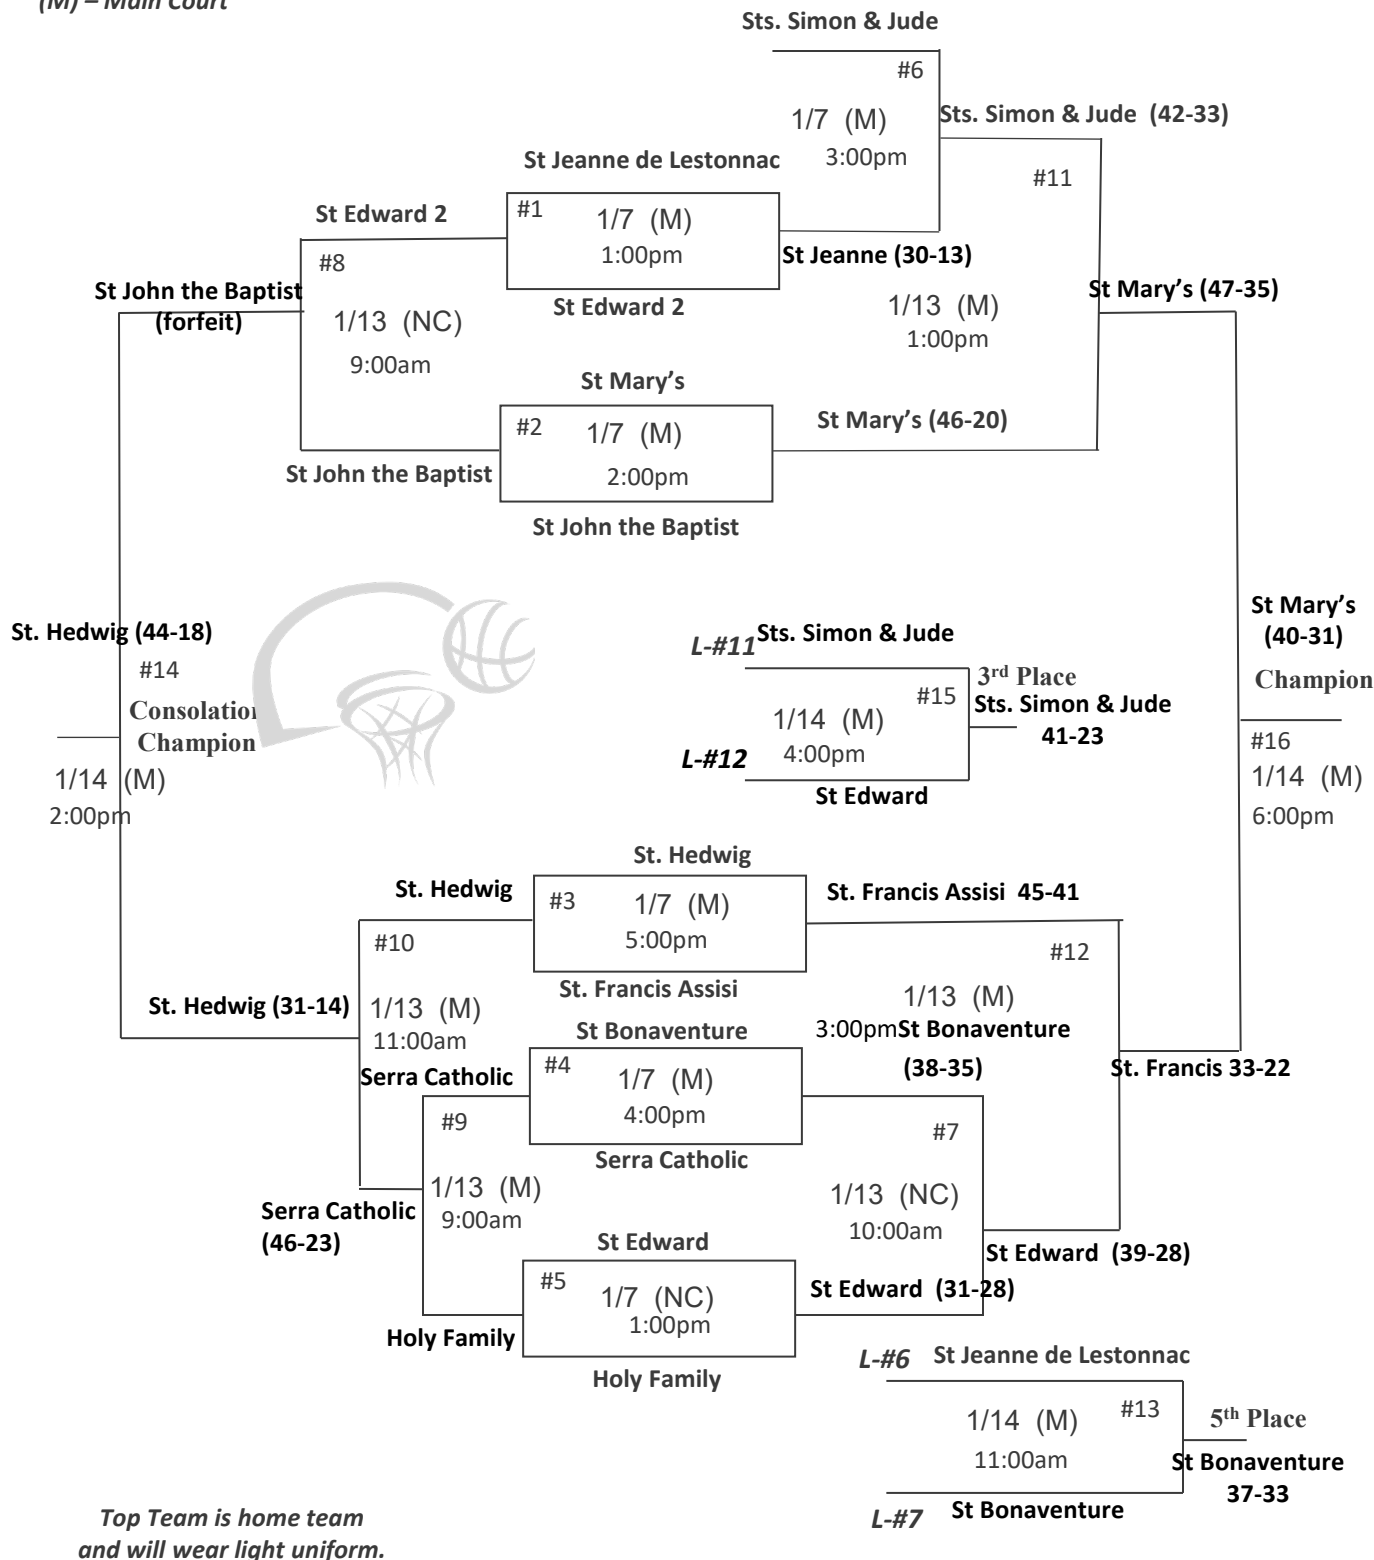 (M) – Main Court
Sts. Simon & Jude
#6
1/7 (M)
3:00pm
Sts. Simon & Jude (42-33)
St Jeanne de Lestonnac
#11
St Edward 2
#1 1/7 (M)
1:00pm
St Jeanne (30-13)
#8
St Edward 2
St John the Baptist
(forfeit)
1/13 (NC)
9:00am
1/13 (M)
1:00pm
St Mary’s (47-35)
St Mary’s
#2 1/7 (M)
2:00pm
St Mary’s (46-20)
St John the Baptist
St John the Baptist
St. Hedwig (44-18)
#14
Consolation
Champion
1/14 (M)
2:00pm
L-#11 Sts. Simon & Jude
#15
1/14 (M)
4:00pm
L-#12
St Edward
3rd Place
Sts. Simon & Jude
41-23
St Mary’s
(40-31)
Champion
#16
1/14 (M)
6:00pm
St. Hedwig
St. Hedwig
#3 1/7 (M)
5:00pm
St. Francis Assisi 45-41
#10
#12
St. Francis Assisi
St. Hedwig (31-14)
1/13 (M)
11:00am
1/13 (M)
3:00pm St Bonaventure
(38-35)
St Bonaventure
Serra Catholic
#4 1/7 (M)
4:00pm
St. Francis 33-22
#9
#7
Serra Catholic
1/13 (M)
9:00am
1/13 (NC)
10:00am
Serra Catholic
(46-23)
St Edward
St Edward (39-28)
#5 1/7 (NC)
1:00pm
St Edward (31-28)
Holy Family
Holy Family
L-#6 St Jeanne de Lestonnac
1/14 (M) #13
11:00am
5th Place
St Bonaventure
37-33
L-#7 St Bonaventure
Top Team is home team
and will wear light uniform.